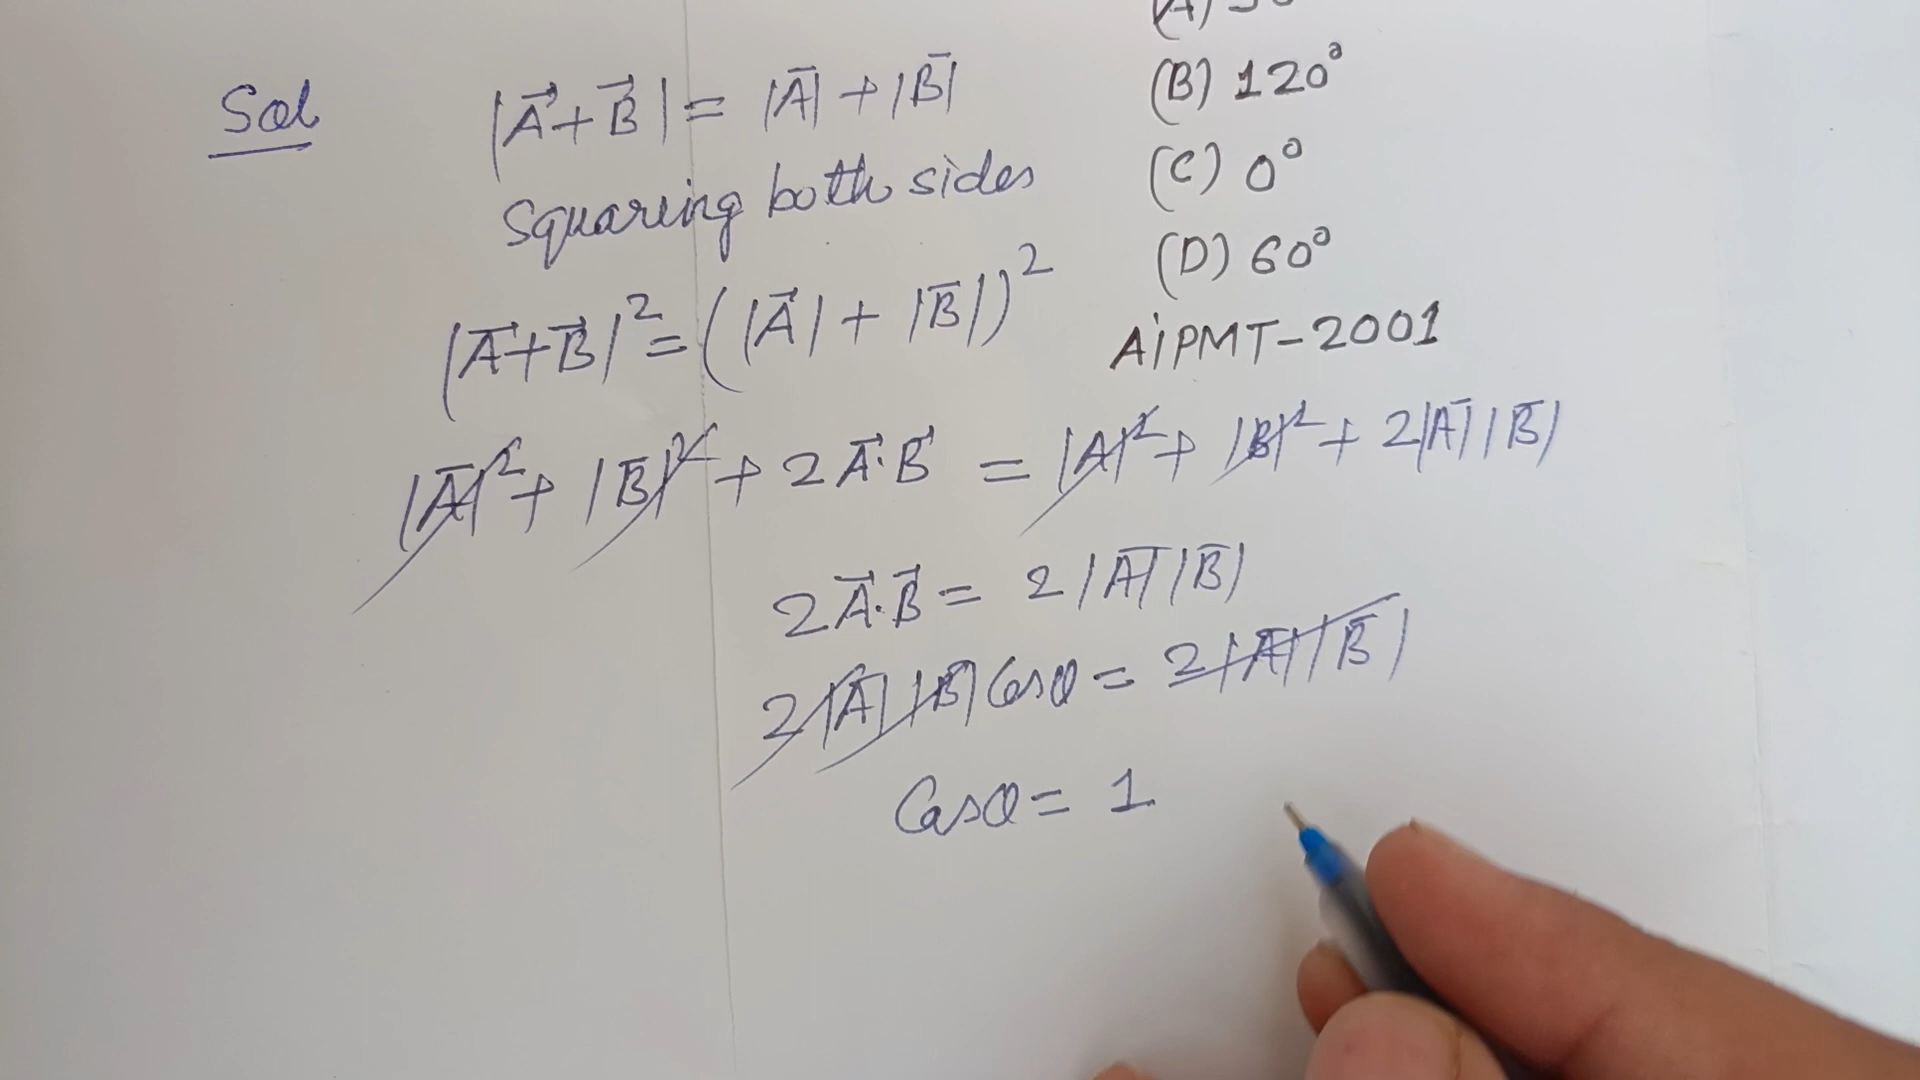 (B) 120°
Sol |A⃗+B⃗| = |A̅|+|B̅|
(C) 0°
Squaring both sides
(D) 60°
|A⃗+B⃗|²=(|A⃗|+|B̅|)²
AiPMT-2001
|A̅|²+|B̅|²+2A⃗·B⃗ = |A|²+|B|²+2|A̅||B̅|
2A⃗·B⃗ = 2|A̅||B̅|
2|A̅||B̅|Cosθ = 2|A̅||B̅|
Cosθ = 1